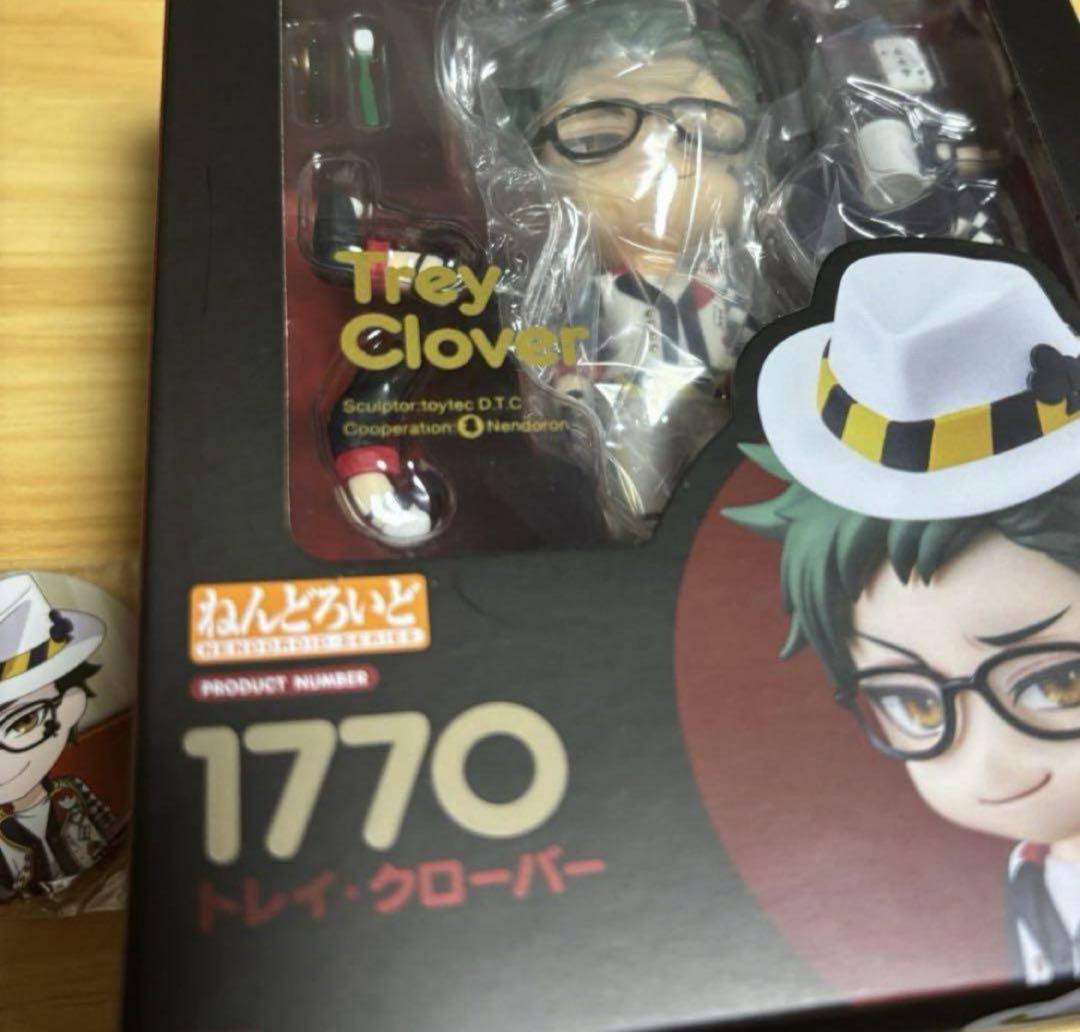 Trey
Clover
Sculptor:toytec D.T.C
Cooperation: Nendoron
ねんどろいど
NENDOROID SERIES
PRODUCT NUMBER
1770
トレイ・クローバー